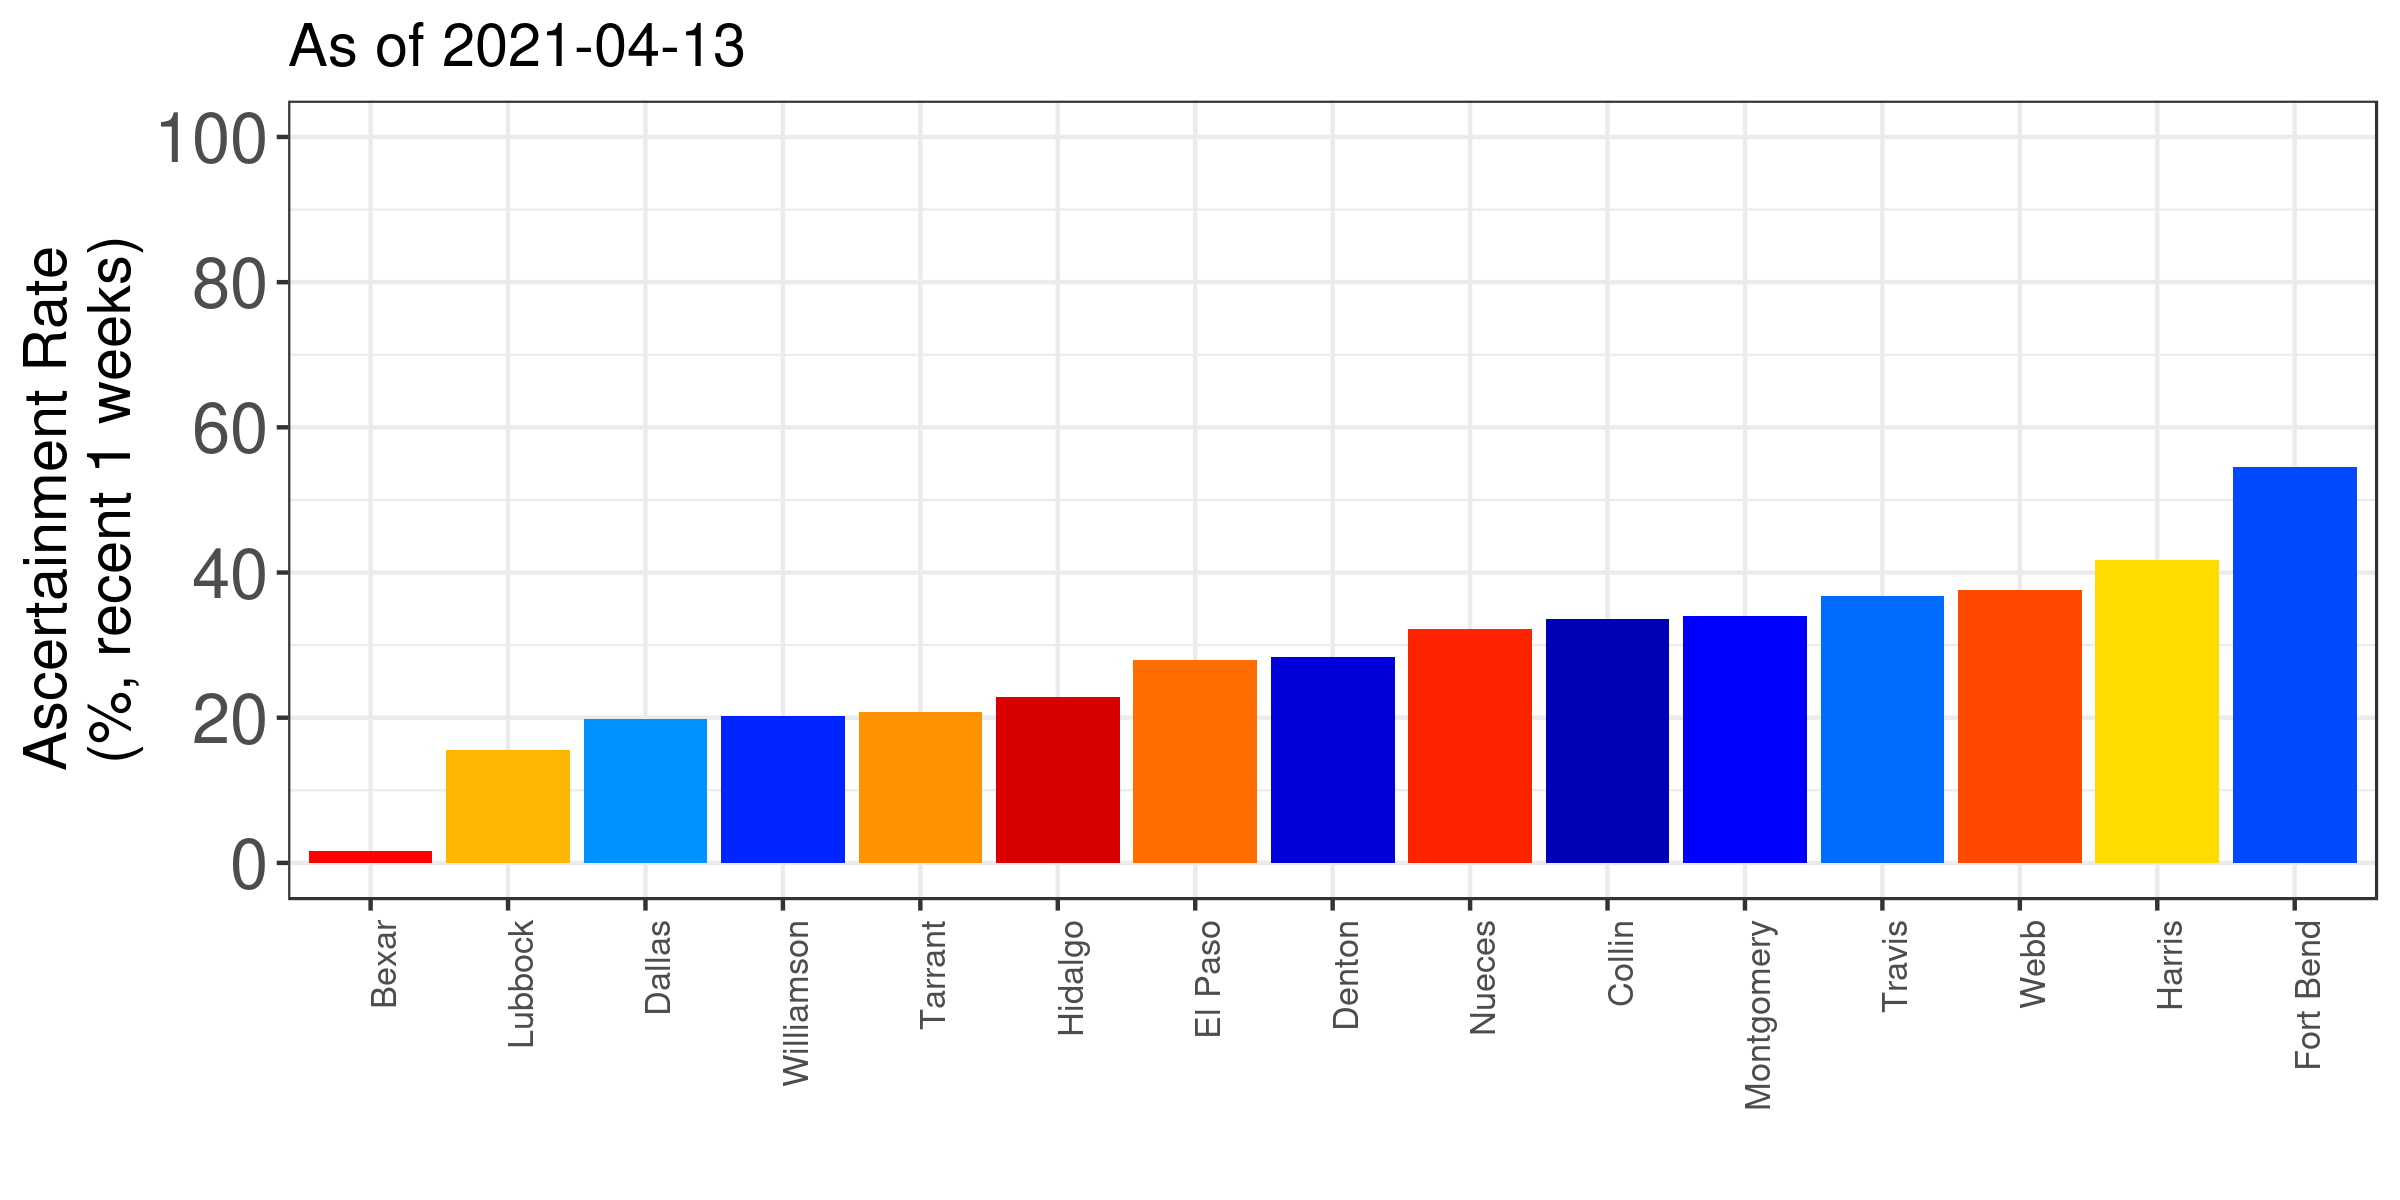 As of 2021-04-13
Ascertainment Rate
(%, recent 1 weeks)
100
80
60
40
20
0
Bexar
Lubbock
Dallas
Williamson
Tarrant
Hidalgo
El Paso
Denton
Nueces
Collin
Montgomery
Travis
Webb
Harris
Fort Bend